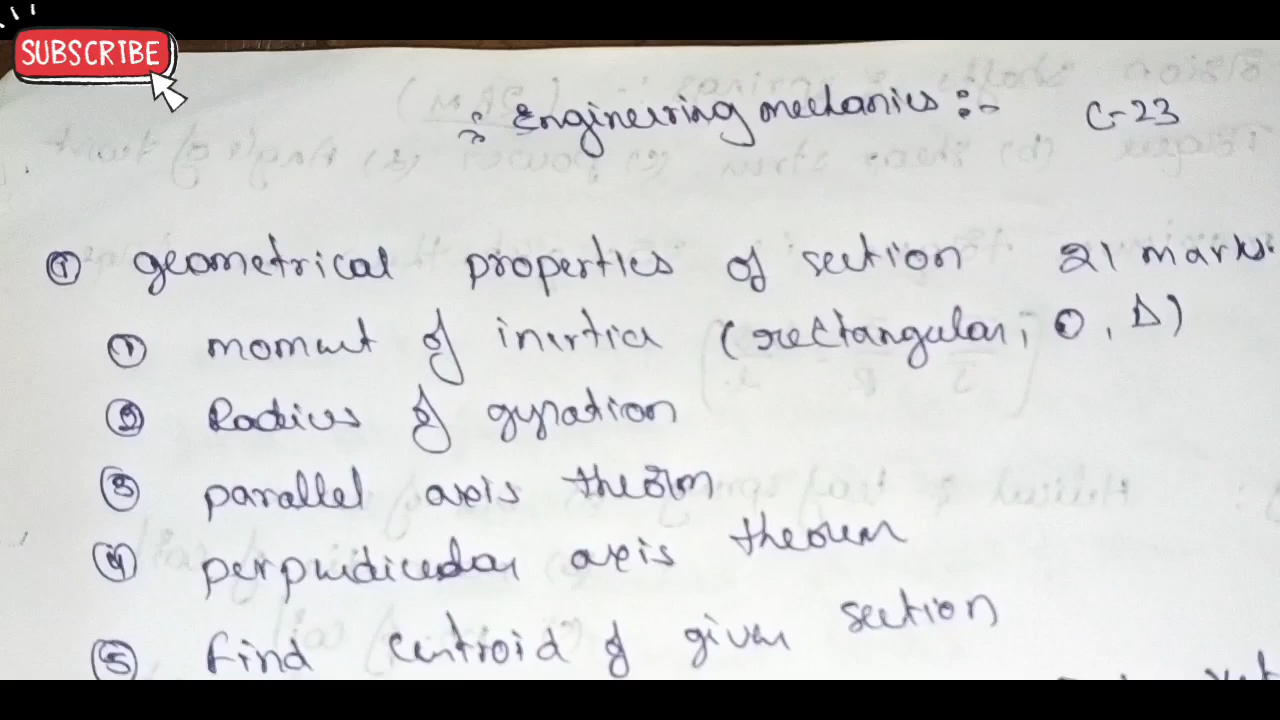 SUBSCRIBE
:- Engineering mechanics :- C-23
① geometrical properties of section 21 marks.
① moment of inertia (rectangular, O, Δ)
② Radius of gyration
③ parallel axis theorm
④ perpendicular axis theorem
⑤ Find centroid of given section